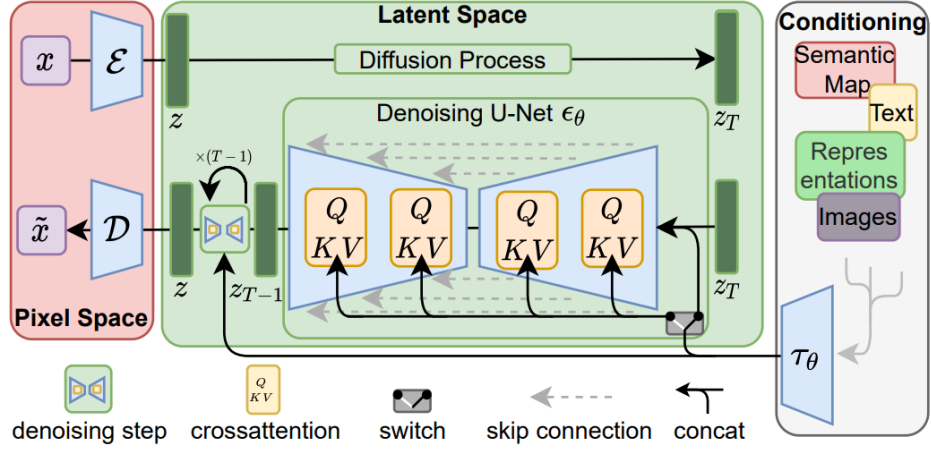 Latent Space
Conditioning
x
ℰ
Diffusion Process
Semantic
Map
Text
z
z_T
Denoising U-Net ϵ_θ
Repres
entations
Images
×(T−1)
x̃
𝒟
Q
KV
Q
KV
Q
KV
Q
KV
z
z_{T−1}
z_T
Pixel Space
τ_θ
Q
KV
denoising step
crossattention
switch
skip connection
concat